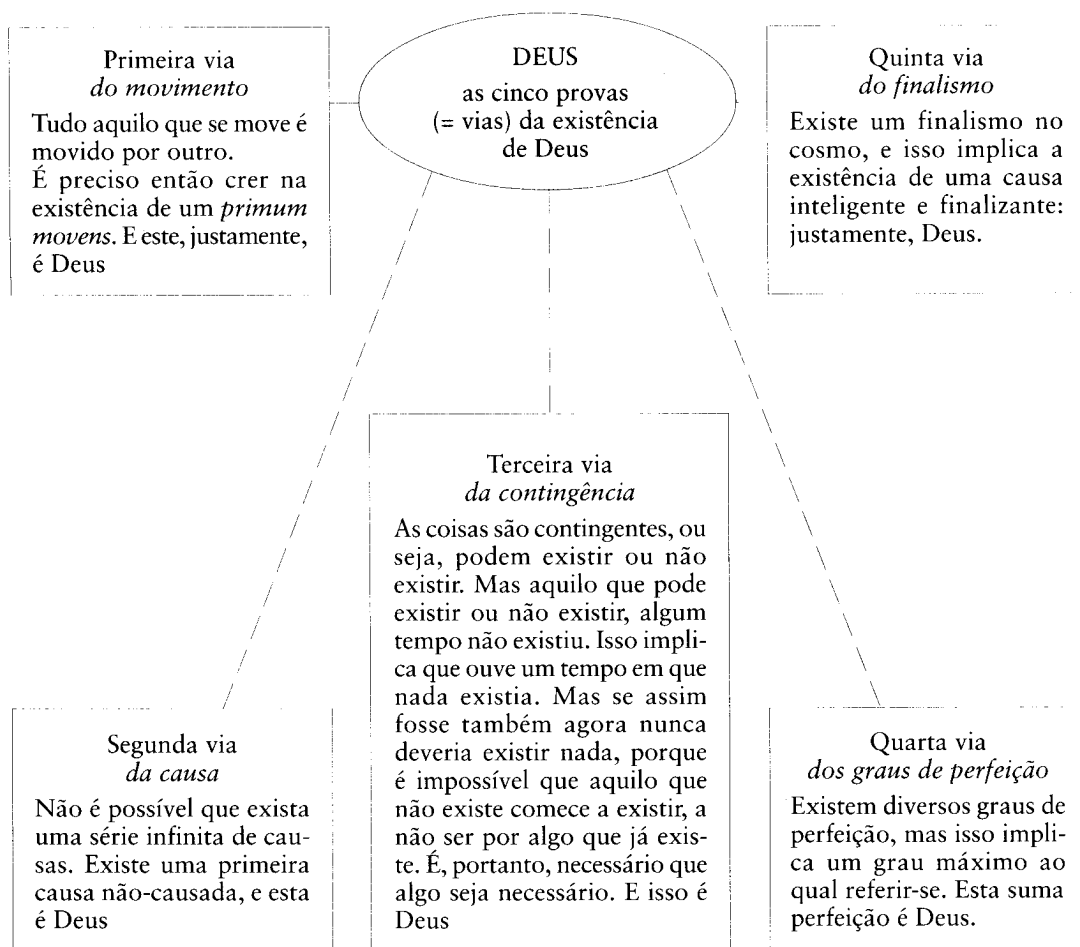 DEUS
as cinco provas
(= vias) da existência
de Deus
Primeira via
do movimento
Tudo aquilo que se move é
movido por outro.
É preciso então crer na
existência de um primum
movens. E este, justamente,
é Deus
Segunda via
da causa
Não é possível que exista
uma série infinita de cau-
sas. Existe uma primeira
causa não-causada, e esta
é Deus
Terceira via
da contingência
As coisas são contingentes, ou
seja, podem existir ou não
existir. Mas aquilo que pode
existir ou não existir, algum
tempo não existiu. Isso impli-
ca que ouve um tempo em que
nada existia. Mas se assim
fosse também agora nunca
deveria existir nada, porque
é impossível que aquilo que
não existe comece a existir, a
não ser por algo que já exis-
te. É, portanto, necessário que
algo seja necessário. E isso é
Deus
Quarta via
dos graus de perfeição
Existem diversos graus de
perfeição, mas isso impli-
ca um grau máximo ao
qual referir-se. Esta suma
perfeição é Deus.
Quinta via
do finalismo
Existe um finalismo no
cosmo, e isso implica a
existência de uma causa
inteligente e finalizante:
justamente, Deus.